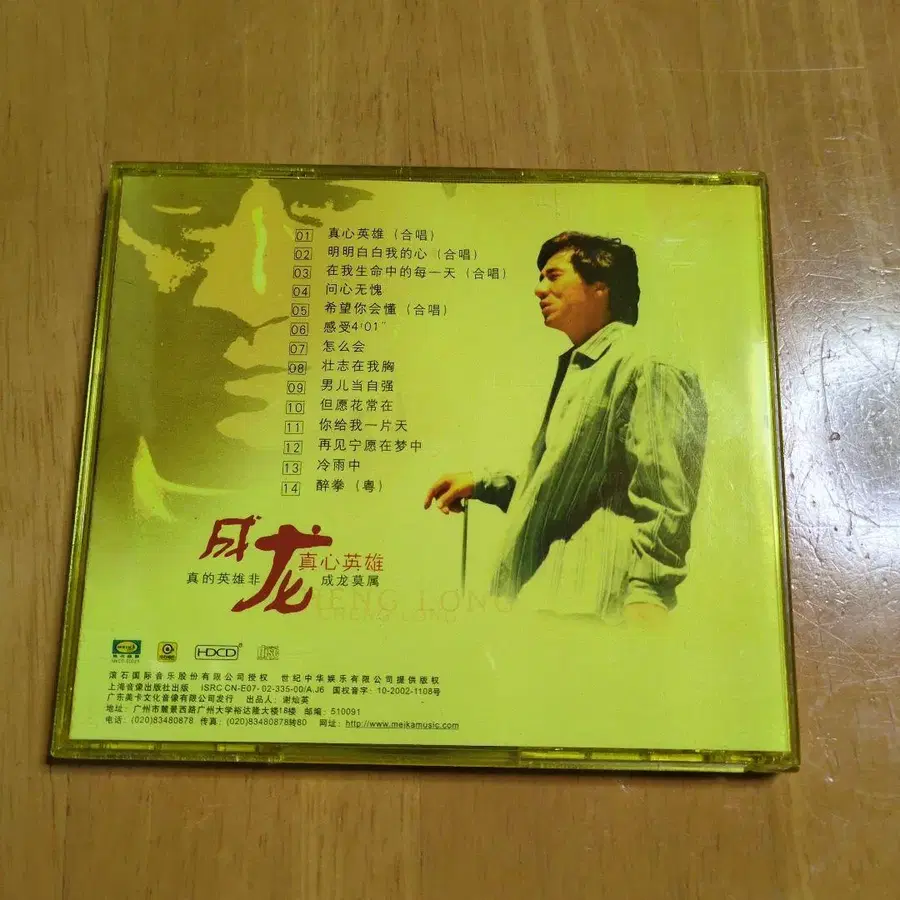 01 真心英雄(合唱)
02 明明白白我的心(合唱)
03 在我生命中的每一天(合唱)
04 问心无愧
05 希望你会懂(合唱)
06 感受4'01"
07 怎么会
08 壮志在我胸
09 男儿当自强
10 但愿花常在
11 你给我一片天
12 再见宁愿在梦中
13 冷雨中
14 醉拳(粤)
成龙 真心英雄
真的英雄非 成龙莫属
CHENG LONG
HDCD
滚石国际音乐股份有限公司授权 世纪中华娱乐有限公司提供版权
上海音像出版社出版 ISRC CN-E07-02-335-00/A.J6 国权音字:10-2002-1108号
广东美卡文化音像有限公司发行 出品人:谢灿英
地址:广州市麓景西路广州大学裕达隆大楼18楼 邮编:510091
电话:(020)83480878 传真:(020)83480878转80 网址:http://www.meikamusic.com